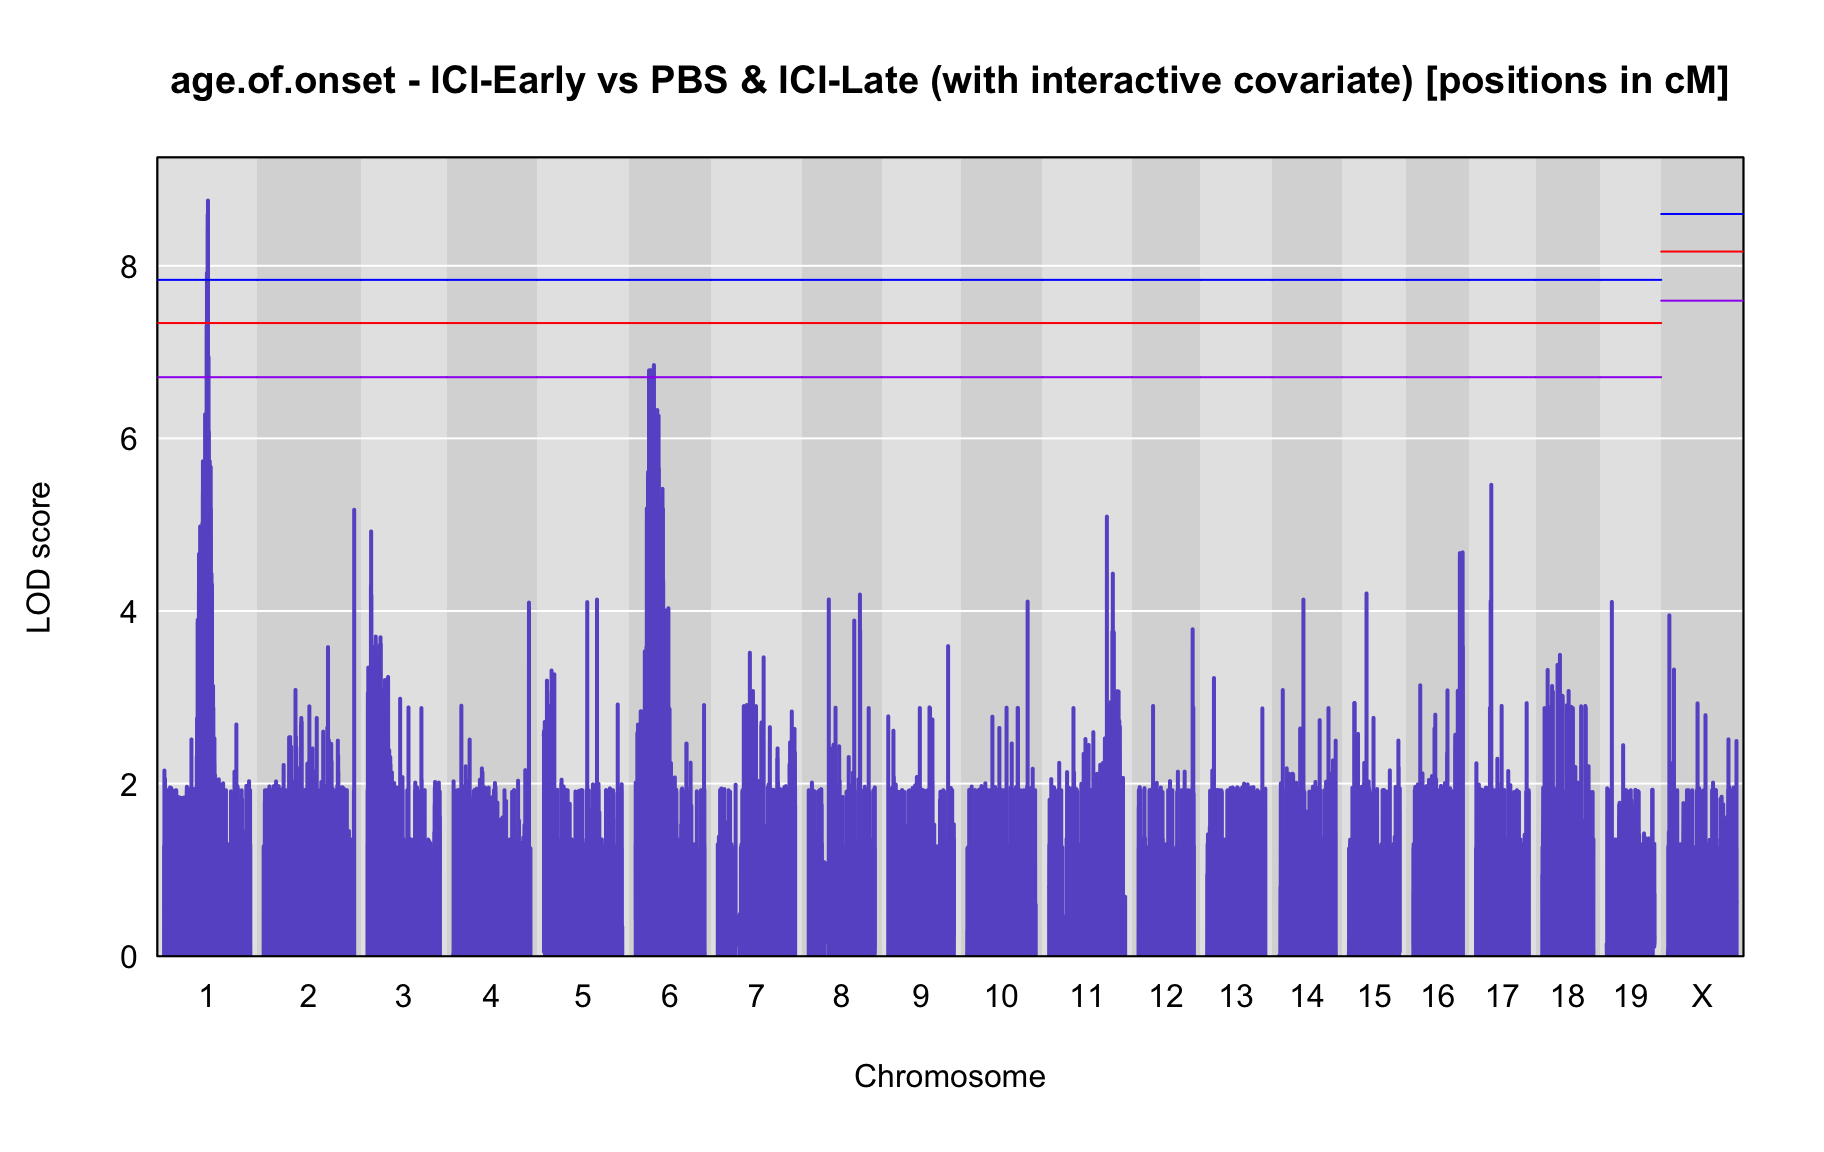 age.of.onset - ICI-Early vs PBS & ICI-Late (with interactive covariate) [positions in cM]
LOD score
8
6
4
2
0
1 2 3 4 5 6 7 8 9 10 11 12 13 14 15 16 17 18 19 X
Chromosome